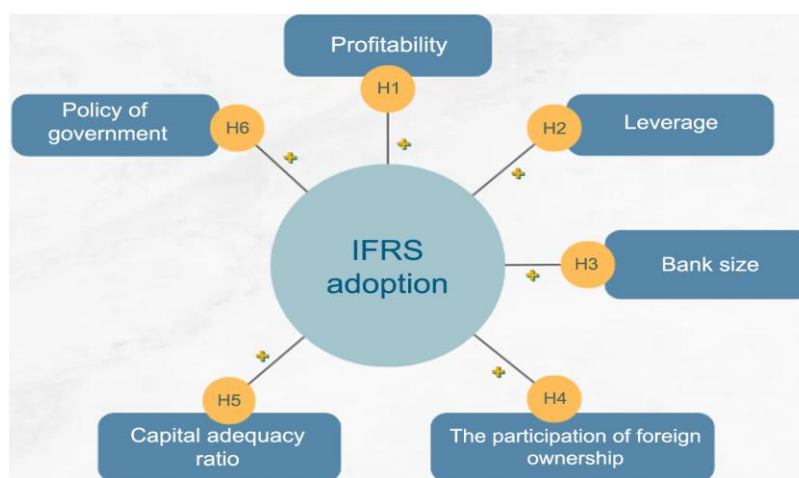 Profitability
H1
Policy of
government
H6
H2
Leverage
IFRS
adoption
H3
Bank size
H5
Capital adequacy
ratio
H4
The participation of foreign
ownership